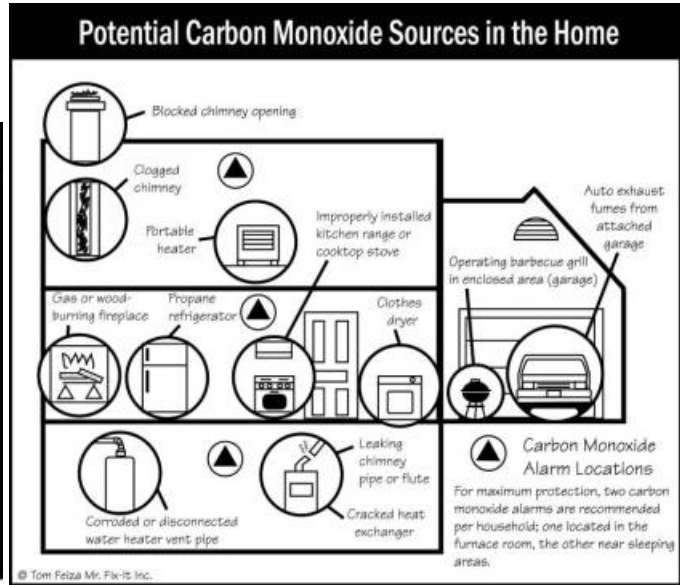 Potential Carbon Monoxide Sources in the Home
Blocked chimney opening
Clogged
chimney
Portable
heater
Improperly installed
kitchen range or
cooktop stove
Auto exhaust
fumes from
attached
garage
Operating barbecue grill
in enclosed area (garage)
Gas or wood-
burning fireplace
Propane
refrigerator
Clothes
dryer
Leaking
chimney
pipe or flute
Cracked heat
exchanger
Corroded or disconnected
water heater vent pipe
Carbon Monoxide
Alarm Locations
For maximum protection, two carbon
monoxide alarms are recommended
per household; one located in the
furnace room, the other near sleeping
areas.
© Tom Feiza Mr. Fix-It Inc.